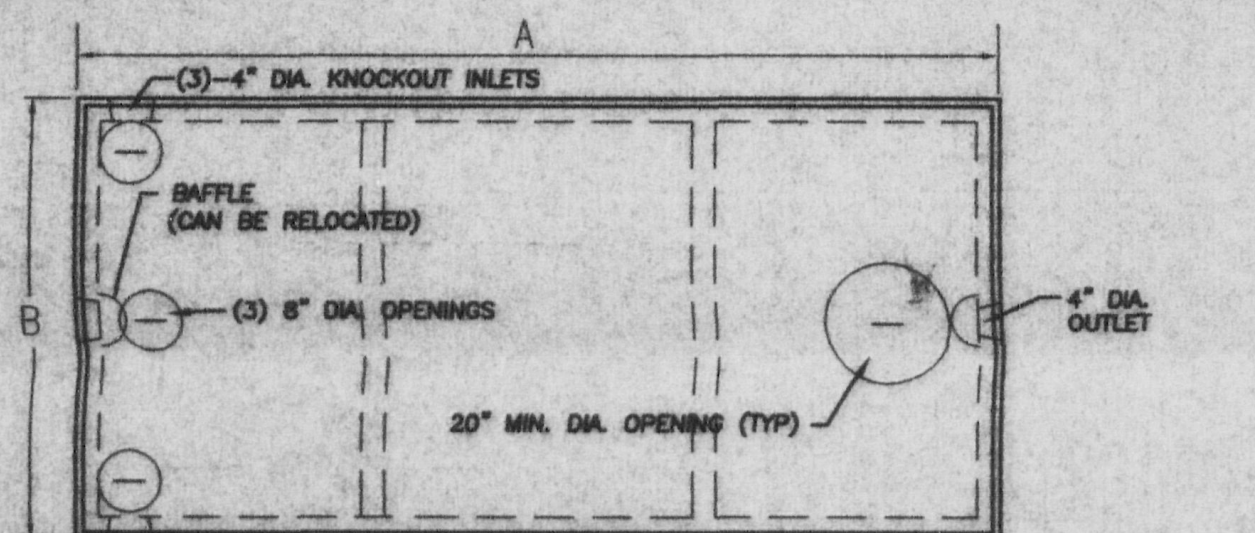 A
(3)-4" DIA. KNOCKOUT INLETS
BAFFLE
(CAN BE RELOCATED)
B
(3) 8" DIA. OPENINGS
4" DIA.
OUTLET
20" MIN. DIA. OPENING (TYP)